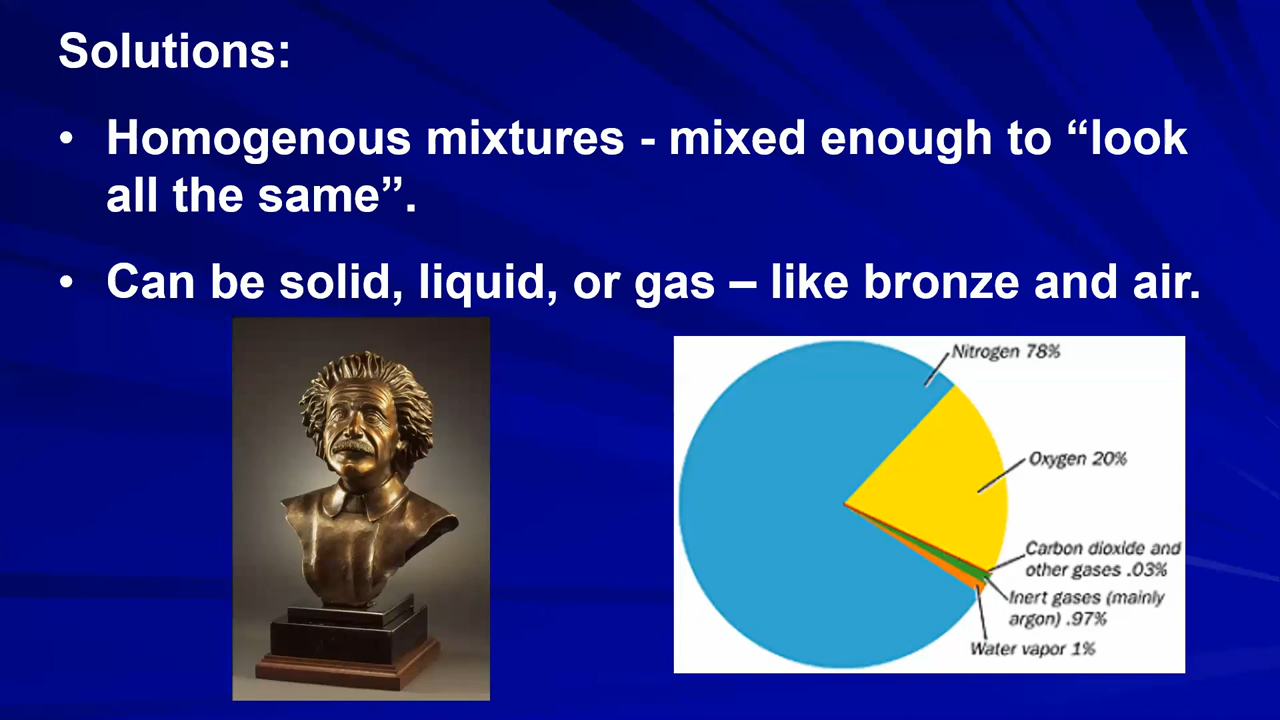 Solutions:
• Homogenous mixtures - mixed enough to “look
all the same”.
• Can be solid, liquid, or gas – like bronze and air.
Nitrogen 78%
Oxygen 20%
Carbon dioxide and
other gases .03%
Inert gases (mainly
argon) .97%
Water vapor 1%